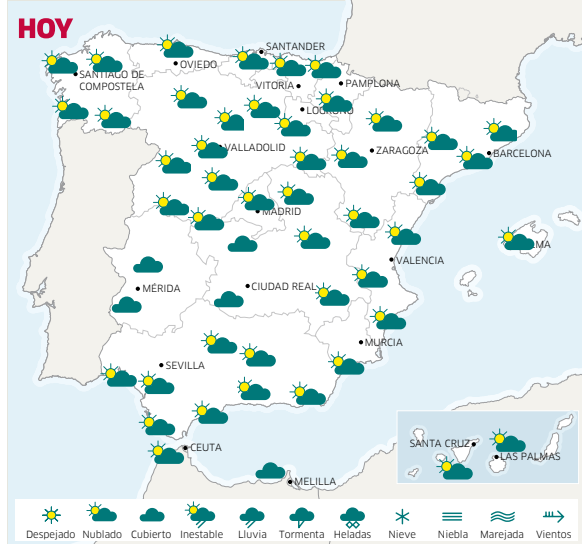 HOY
SANTANDER
OVIEDO
SANTIAGO DE
COMPOSTELA
VITORIA
PAMPLONA
LOGROÑO
VALLADOLID
ZARAGOZA
BARCELONA
MADRID
VALENCIA
MÉRIDA
CIUDAD REAL
MURCIA
SEVILLA
SANTA CRUZ
LAS PALMAS
CEUTA
MELILLA
Despejado Nublado Cubierto Inestable Lluvia Tormenta Heladas Nieve Niebla Marejada Vientos